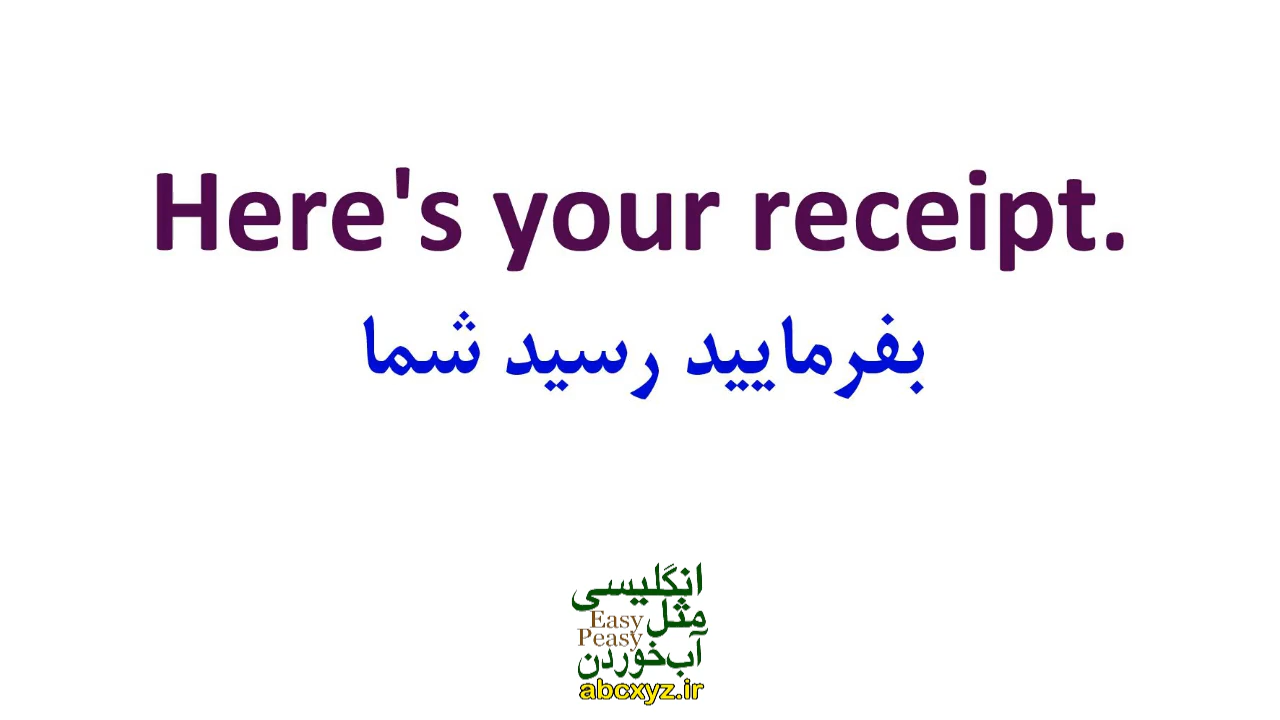 Here's your receipt.
بفرمایید رسید شما
انگلیسی
مثل
Easy
Peasy
آب‌خوردن
abcxyz.ir